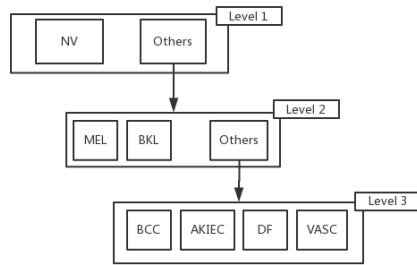 Level 1
NV Others
Level 2
MEL BKL Others
Level 3
BCC AKIEC DF VASC